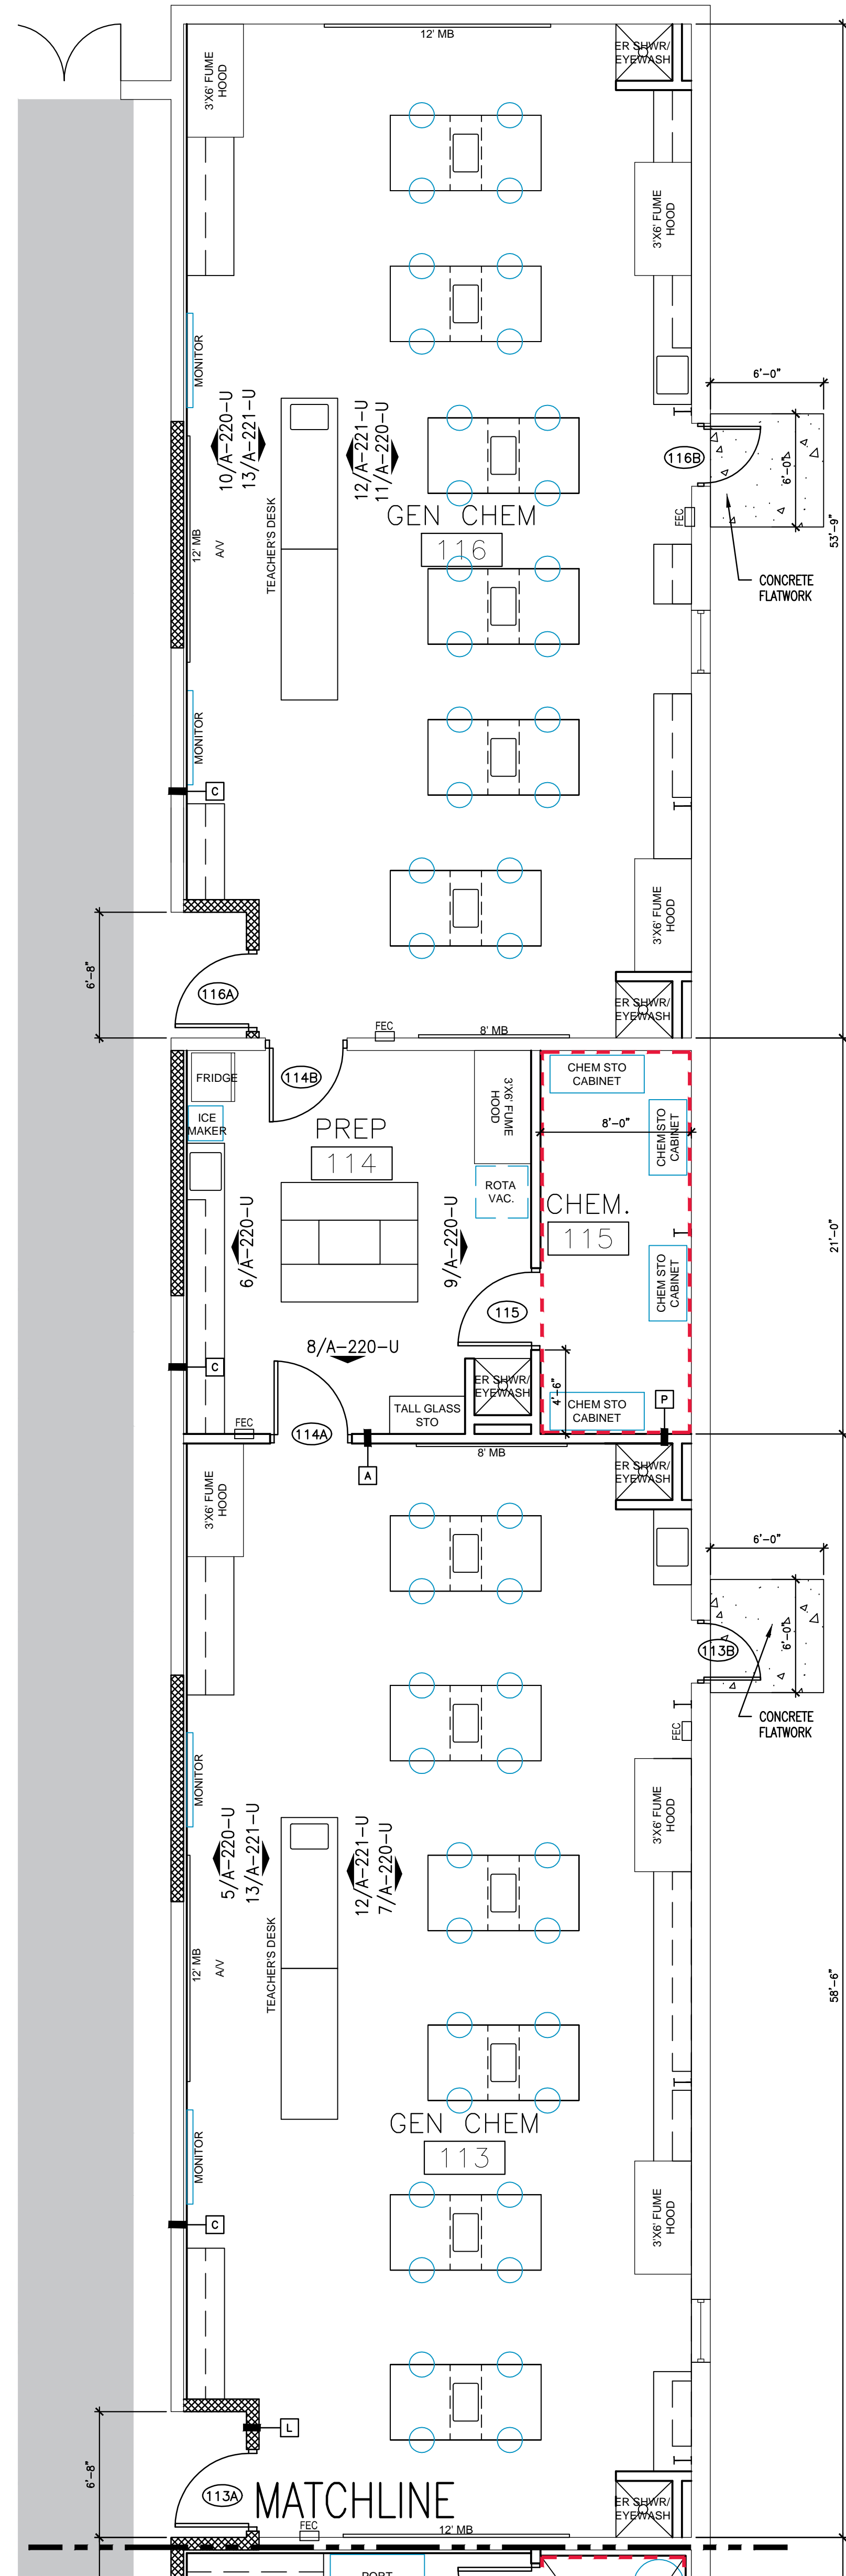 12' MB
ER SHWR/
EYEWASH
3'X6' FUME
HOOD
3'X6' FUME
HOOD
MONITOR
6'-0"
10/A-220-U
13/A-221-U
12/A-221-U
11/A-220-U
116B
6'-0"
53'-9"
FEC
GEN CHEM
116
12' MB
A/V
TEACHER'S DESK
CONCRETE
FLATWORK
MONITOR
C
3'X6' FUME
HOOD
6'-8"
116A
ER SHWR/
EYEWASH
FEC
8' MB
FRIDGE
114B
3'X6' FUME
HOOD
CHEM STO
CABINET
ICE
MAKER
PREP
114
8'-0"
CHEM STO
CABINET
ROTA
VAC.
CHEM.
115
6/A-220-U
9/A-220-U
21'-0"
CHEM STO
CABINET
115
8/A-220-U
C
ER SHWR/
EYEWASH
4'-6"
TALL GLASS
STO
CHEM STO
CABINET
P
FEC
114A
A
8' MB
3'X6' FUME
HOOD
ER SHWR/
EYEWASH
6'-0"
6'-0"
113B
CONCRETE
FLATWORK
FEC
MONITOR
3'X6' FUME
HOOD
5/A-220-U
13/A-221-U
12/A-221-U
7/A-220-U
TEACHER'S DESK
12' MB
A/V
58'-6"
GEN CHEM
113
MONITOR
3'X6' FUME
HOOD
C
L
6'-8"
113A
MATCHLINE
ER SHWR/
EYEWASH
FEC
12' MB